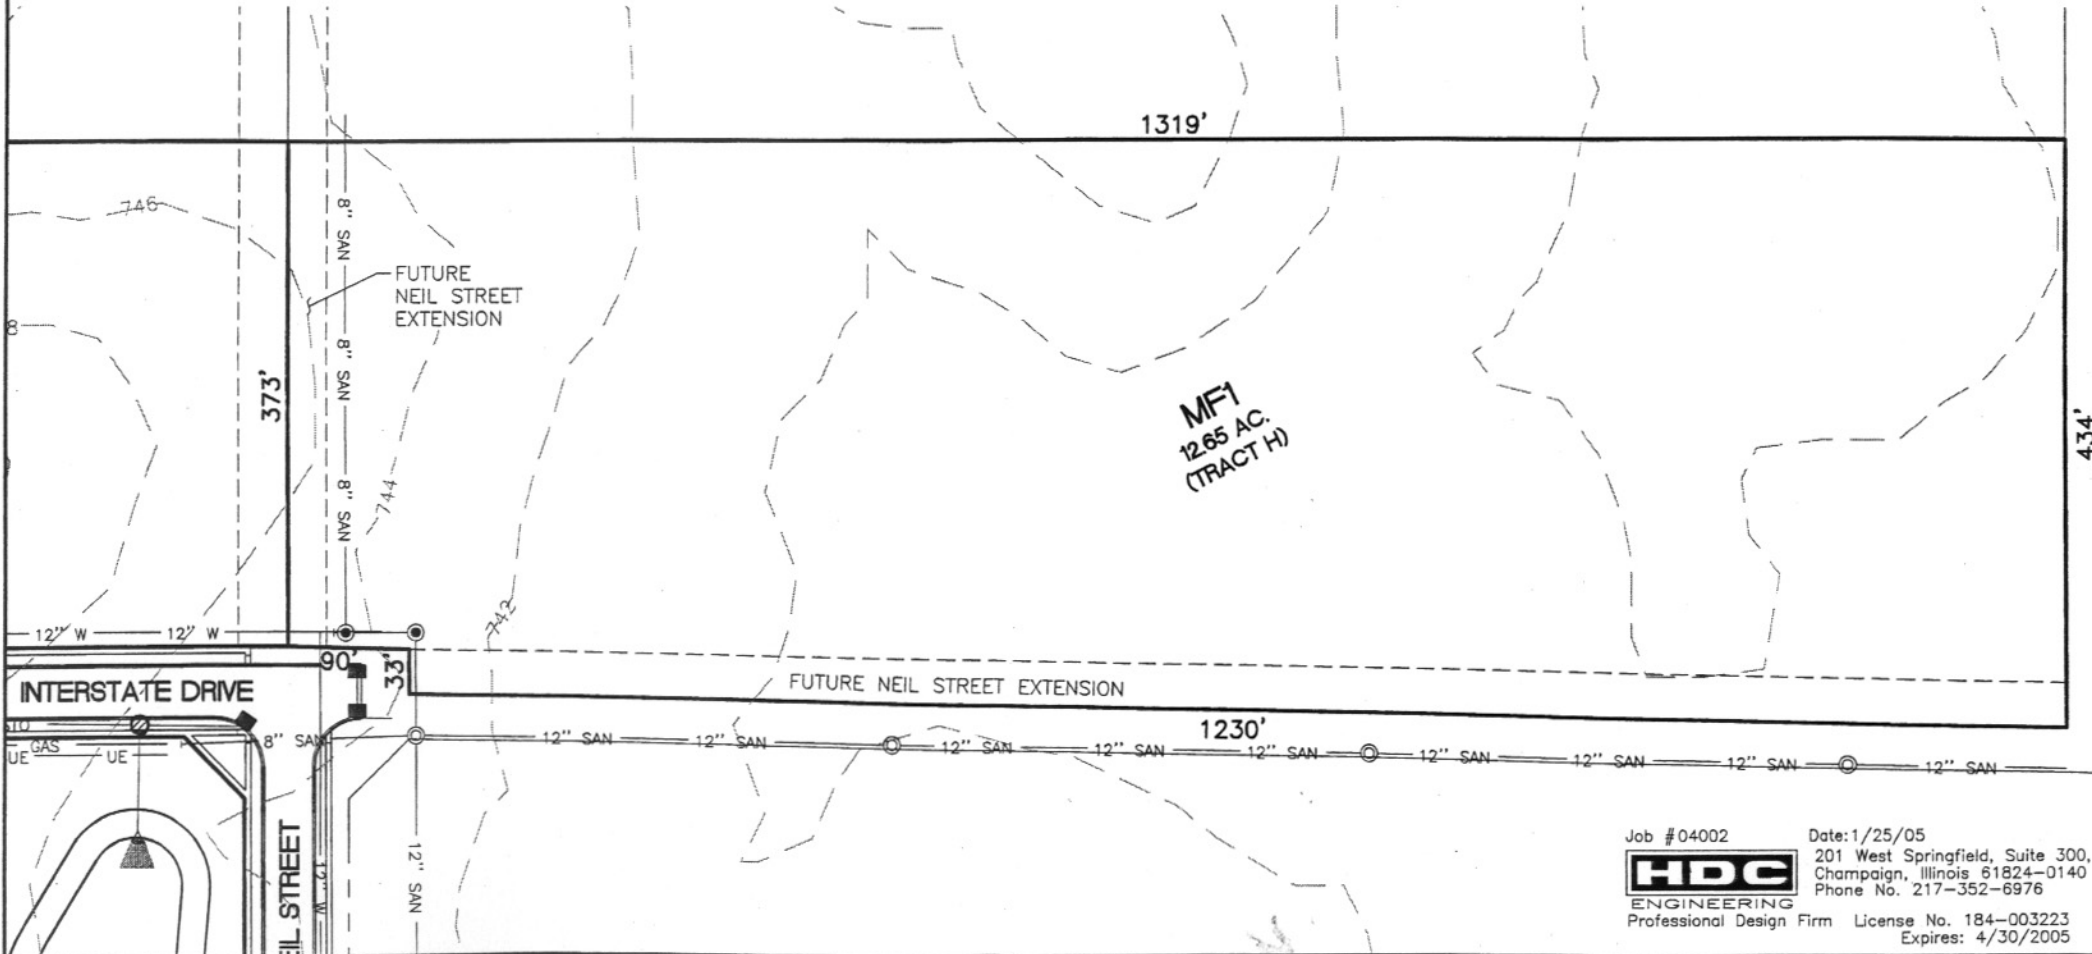 1319'
746
8" SAN
FUTURE
NEIL STREET
EXTENSION
8
8" SAN
373'
MF1
12.65 AC.
(TRACT H)
434'
8" SAN
744
742
12" W
12" W
90'
33'
INTERSTATE DRIVE
FUTURE NEIL STREET EXTENSION
1230'
GAS
UE
UE
8" SAN
12" SAN
12" SAN
12" SAN
12" SAN
12" SAN
12" SAN
12" SAN
12" SAN
12" SAN
EIL STREET
12" W
12" SAN
Job #04002
Date:1/25/05
HDC
ENGINEERING
201 West Springfield, Suite 300,
Champaign, Illinois 61824-0140
Phone No. 217-352-6976
Professional Design Firm License No. 184-003223
Expires: 4/30/2005